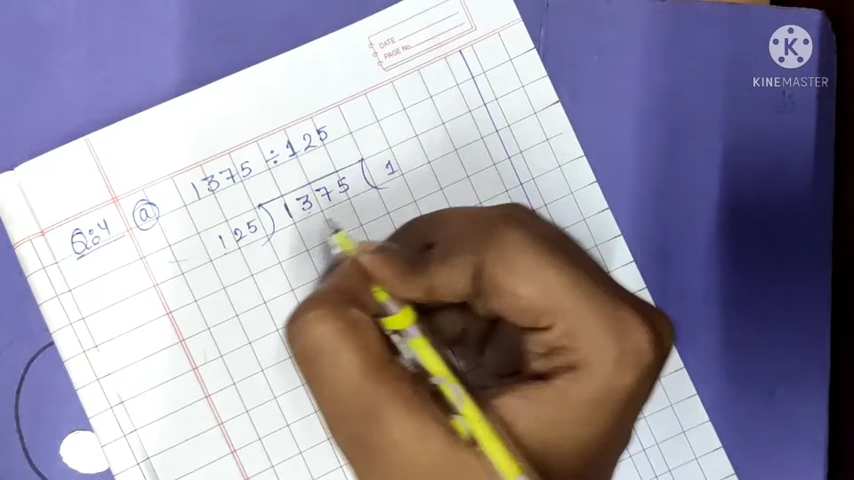 DATE
PAGE No.
KINEMASTER
Q:4 a 1375 ÷ 125
125 ) 1375 ( 1